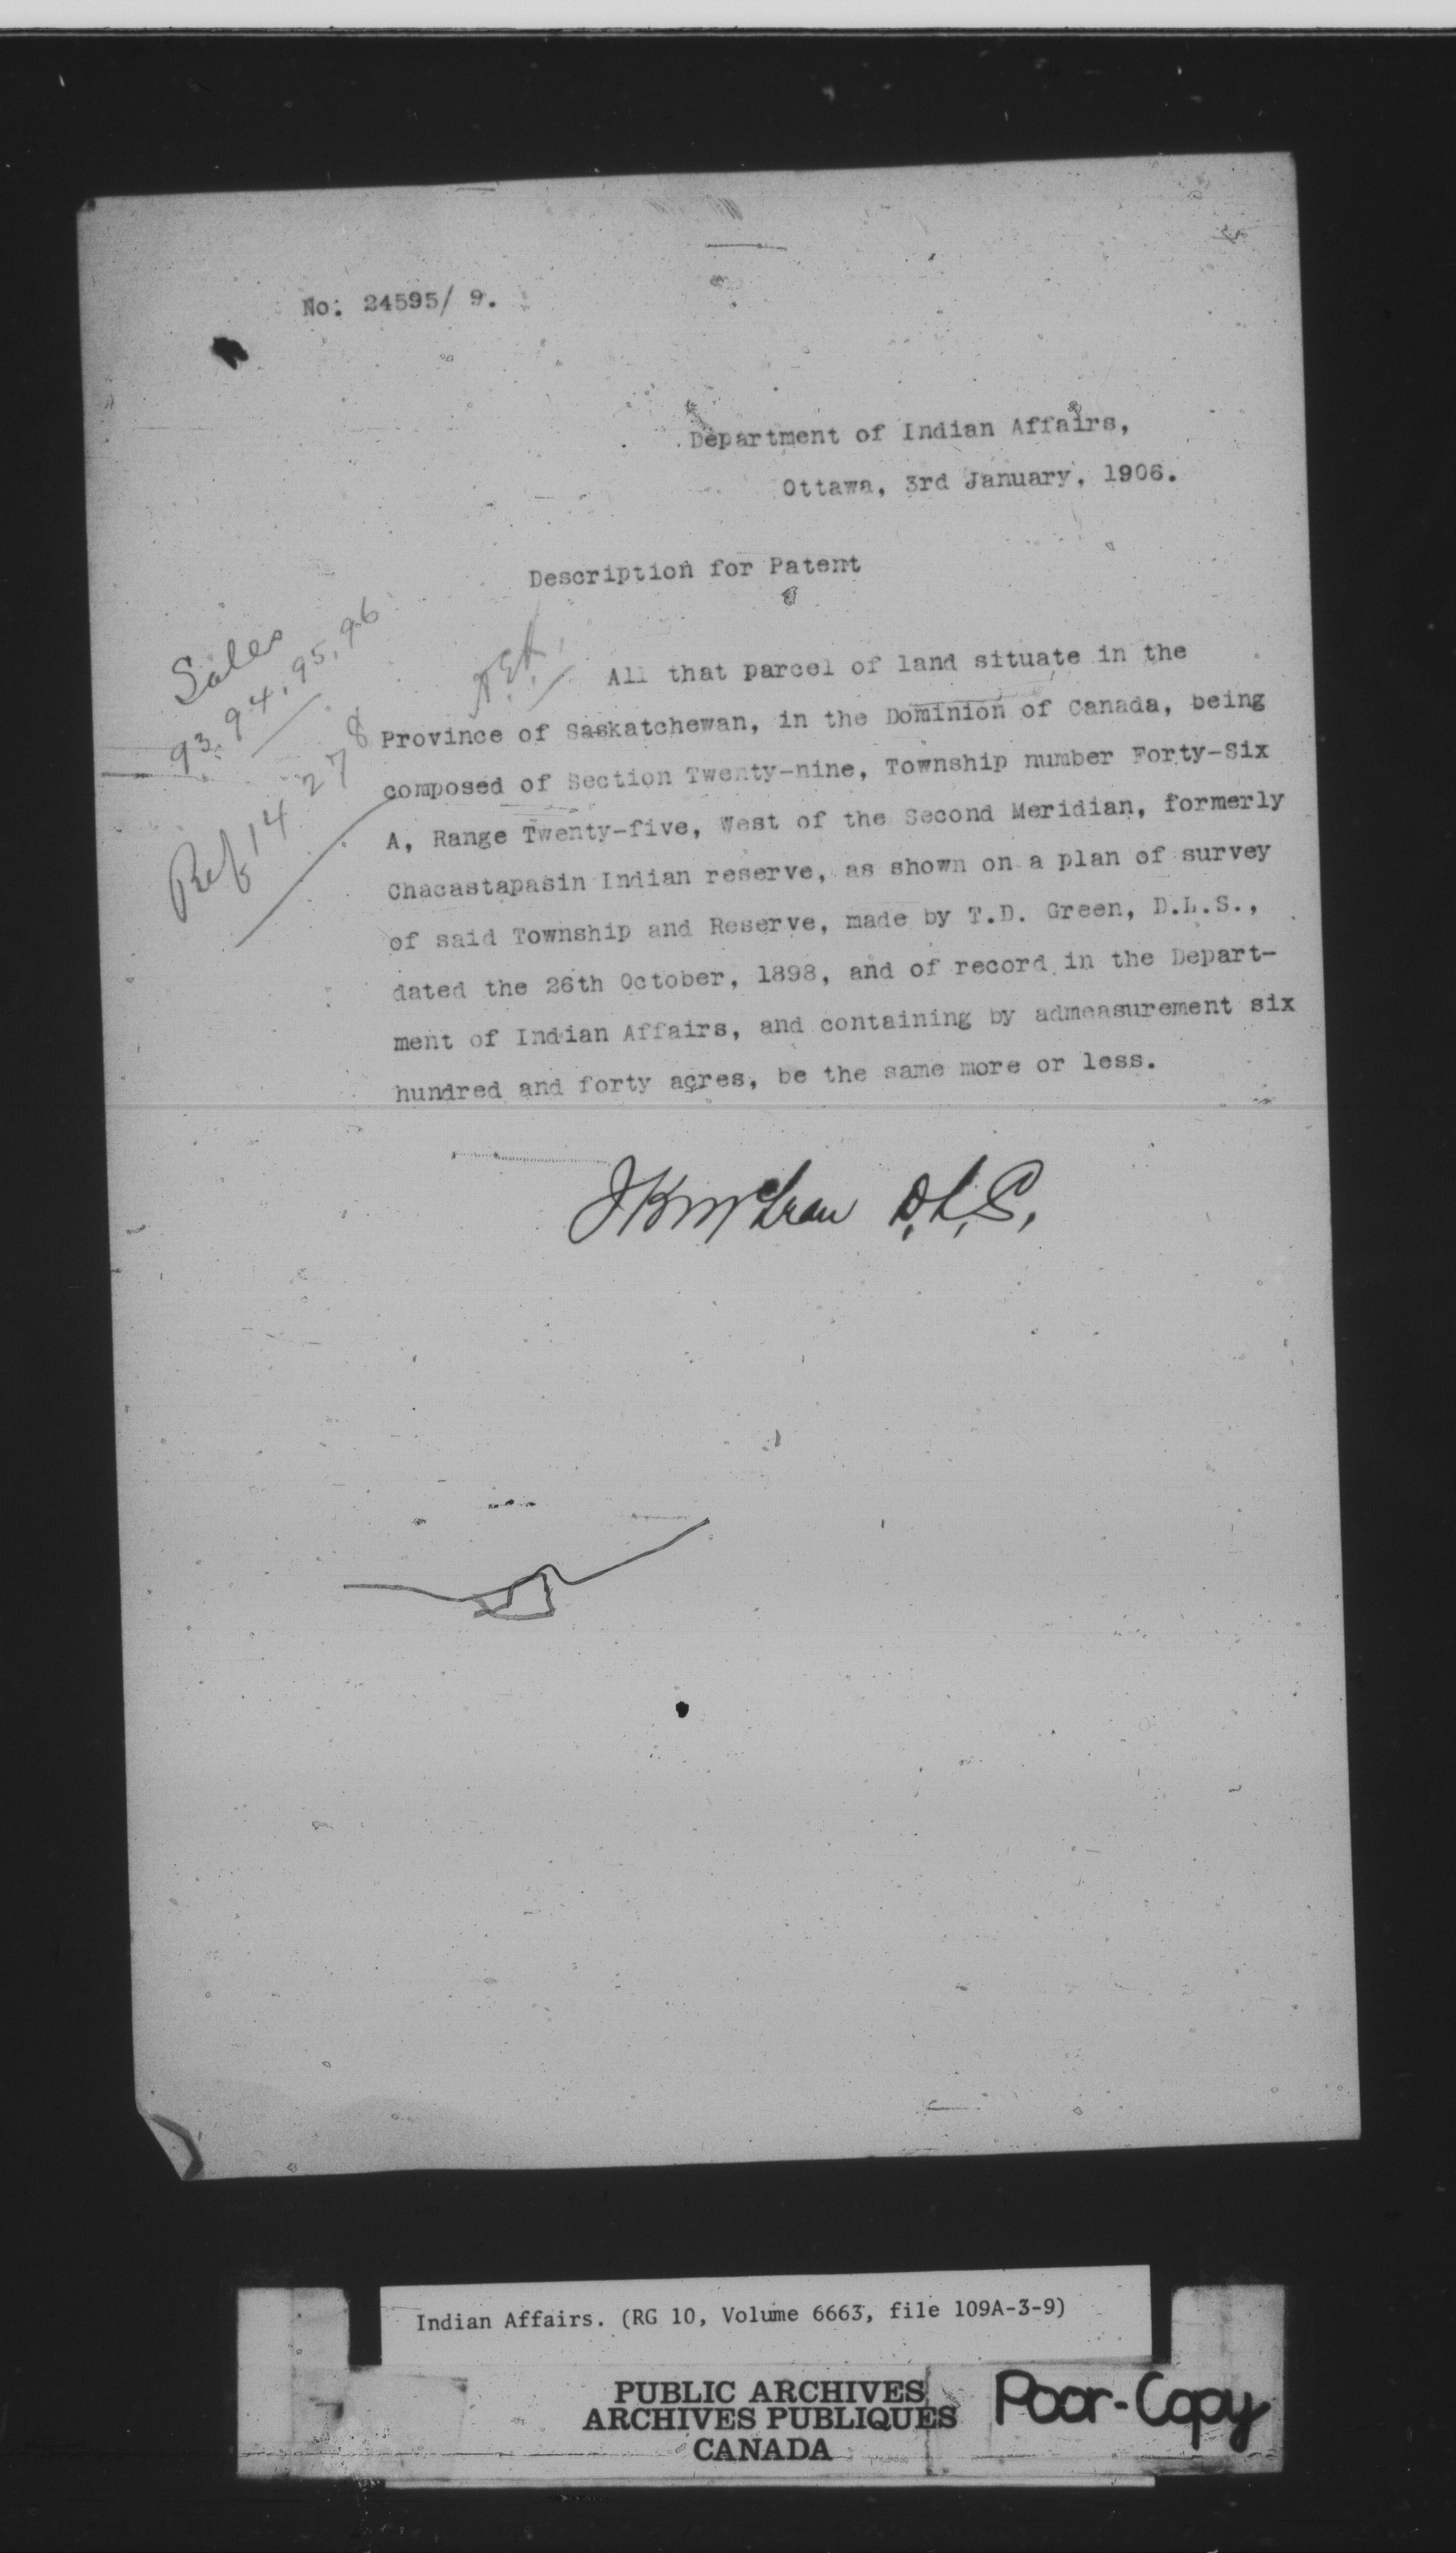 No: 24595/ 9.
Department of Indian Affairs,
Ottawa, 3rd January, 1906.
Description for Patent
Sales
93, 94, 95, 96
Ref 14278
All that parcel of land situate in the
Province of Saskatchewan, in the Dominion of Canada, being
composed of Section Twenty-nine, Township number Forty-Six
A, Range Twenty-five, West of the Second Meridian, formerly
Chacastapasin Indian reserve, as shown on a plan of survey
of said Township and Reserve, made by T.D. Green, D.L.S.,
dated the 26th October, 1898, and of record in the Depart-
ment of Indian Affairs, and containing by admeasurement six
hundred and forty acres, be the same more or less.
J K McLean D.L.S.
Indian Affairs. (RG 10, Volume 6663, file 109A-3-9)
PUBLIC ARCHIVES
ARCHIVES PUBLIQUES
CANADA
Poor-Copy